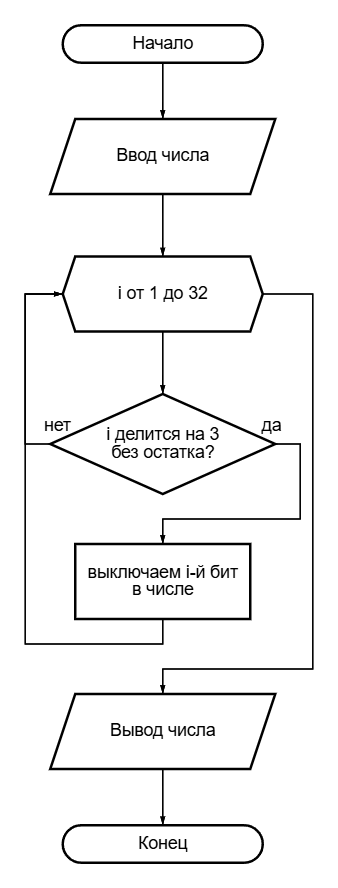 Начало
Ввод числа
i от 1 до 32
нет
да
i делится на 3
без остатка?
выключаем i-й бит
в числе
Вывод числа
Конец